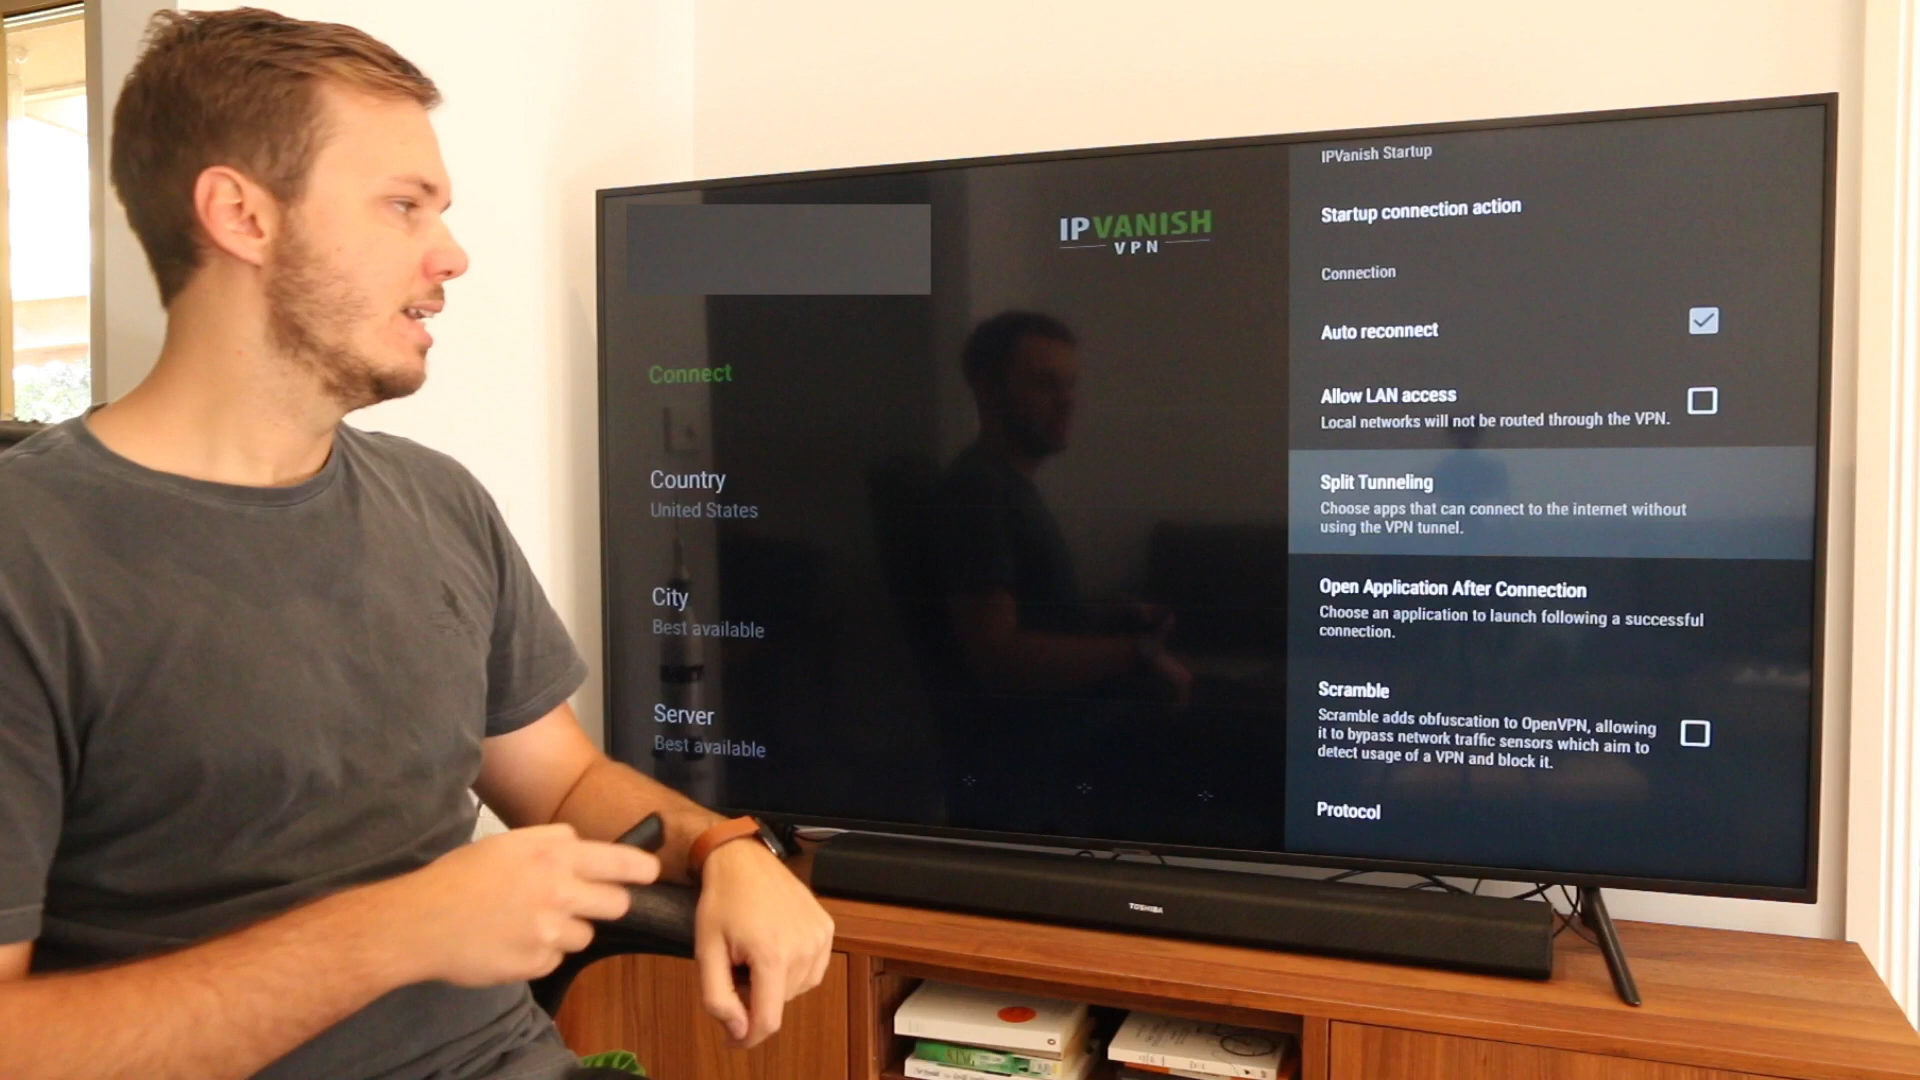 IPVANISH
VPN
Connect
Country
United States
City
Best available
Server
Best available
IPVanish Startup
Startup connection action
Connection
Auto reconnect
Allow LAN access
Local networks will not be routed through the VPN.
Split Tunneling
Choose apps that can connect to the internet without
using the VPN tunnel.
Open Application After Connection
Choose an application to launch following a successful
connection.
Scramble
Scramble adds obfuscation to OpenVPN, allowing
it to bypass network traffic sensors which aim to
detect usage of a VPN and block it.
Protocol
TOSHIBA